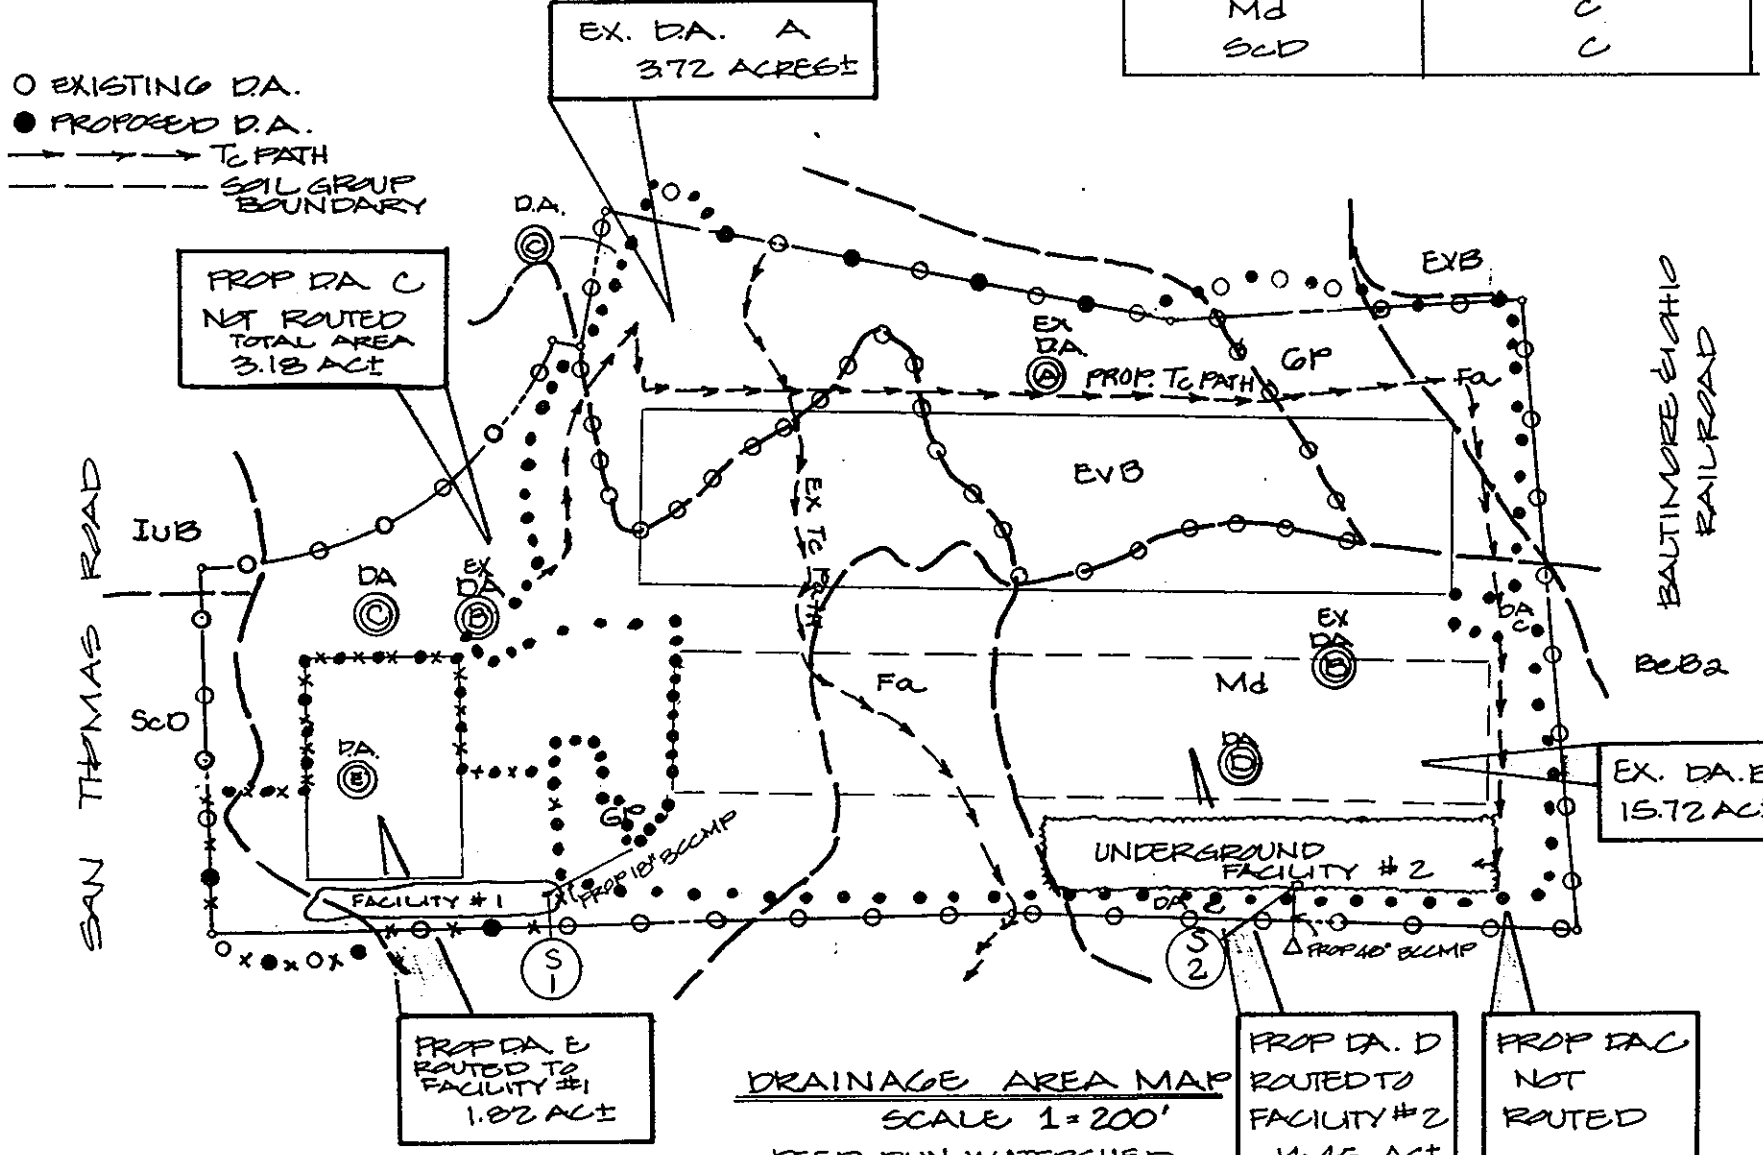 Md C
ScD C
EX. D.A. A
3.72 ACRES±
EXISTING D.A.
PROPOSED D.A.
Tc PATH
SOIL GROUP
BOUNDARY
D.A.
C
PROP DA C
NOT ROUTED
TOTAL AREA
3.18 AC±
EVB
EX
D.A.
A
GP
PROP. Tc PATH
Fa
BALTIMORE & OHIO
RAILROAD
EVB
EX Tc PATH
IUB
SAN THOMAS ROAD
DA
C
EX
DA
B
DA
C
EX
DA
B
BeB2
Fa
Md
ScD
D.A.
E
DA
D
EX. DA. B
15.72 AC
GP
PROP 18" BCCMP
UNDERGROUND
FACILITY #2
FACILITY #1
DA C
S
1
S
2
PROP 40" BCCMP
PROP D.A. E
ROUTED TO
FACILITY #1
1.82 AC±
DRAINAGE AREA MAP
SCALE 1=200'
PROP DA. D
ROUTED TO
FACILITY #2
PROP DA C
NOT
ROUTED